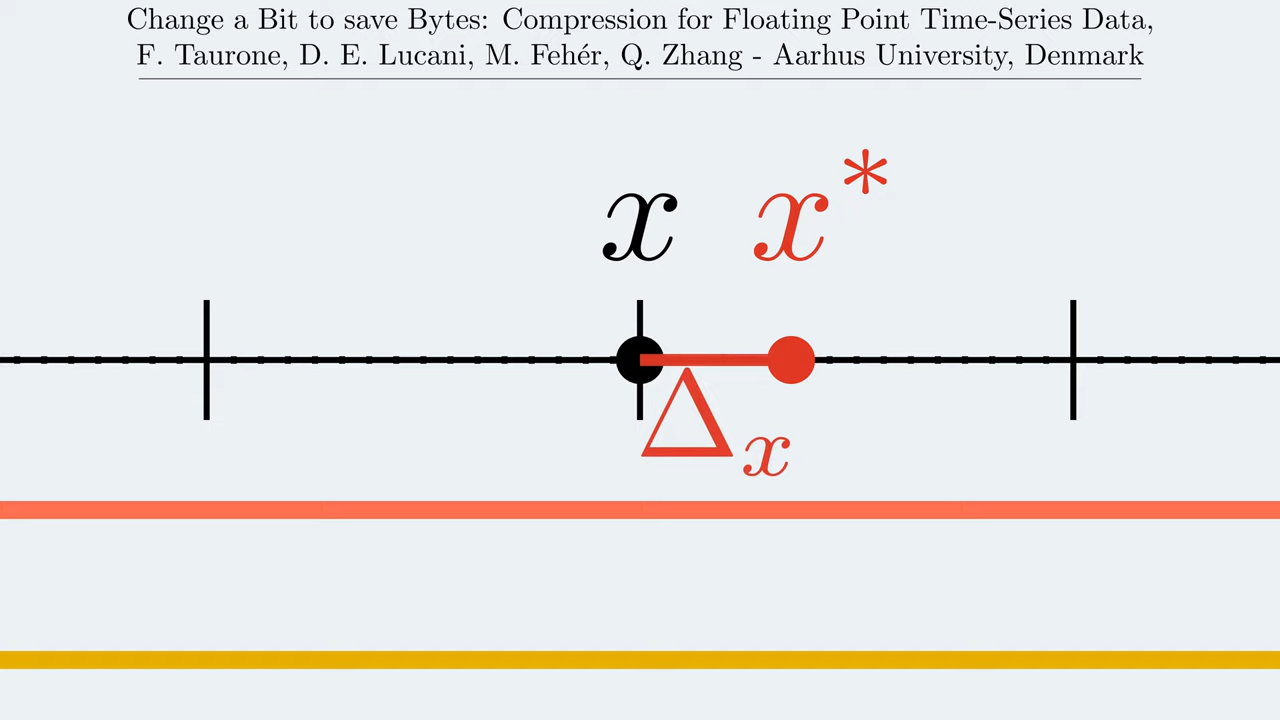 Change a Bit to save Bytes: Compression for Floating Point Time-Series Data,
F. Taurone, D. E. Lucani, M. Fehér, Q. Zhang - Aarhus University, Denmark
x x*
Δx